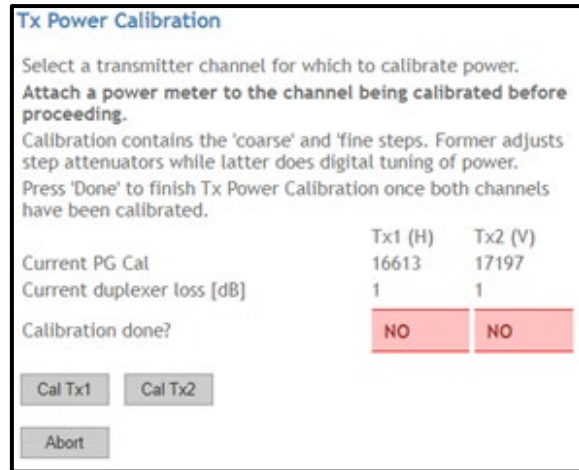 Tx Power Calibration
Select a transmitter channel for which to calibrate power.
Attach a power meter to the channel being calibrated before
proceeding.
Calibration contains the 'coarse' and 'fine steps. Former adjusts
step attenuators while latter does digital tuning of power.
Press 'Done' to finish Tx Power Calibration once both channels
have been calibrated.
Tx1 (H) Tx2 (V)
Current PG Cal 16613 17197
Current duplexer loss [dB] 1 1
Calibration done? NO NO
Cal Tx1 Cal Tx2
Abort